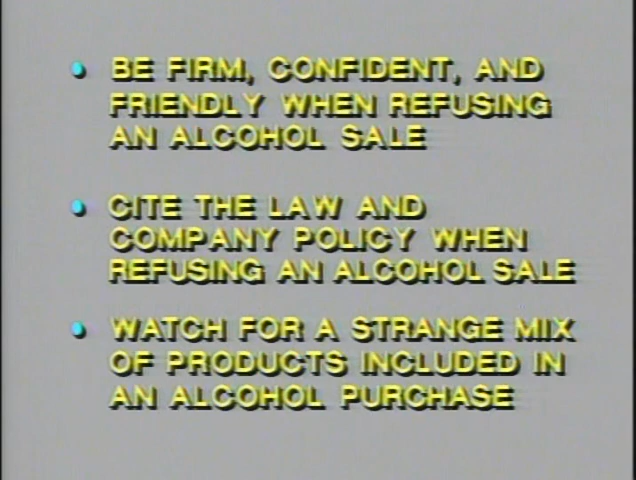 BE FIRM, CONFIDENT, AND
FRIENDLY WHEN REFUSING
AN ALCOHOL SALE
CITE THE LAW AND
COMPANY POLICY WHEN
REFUSING AN ALCOHOL SALE
WATCH FOR A STRANGE MIX
OF PRODUCTS INCLUDED IN
AN ALCOHOL PURCHASE